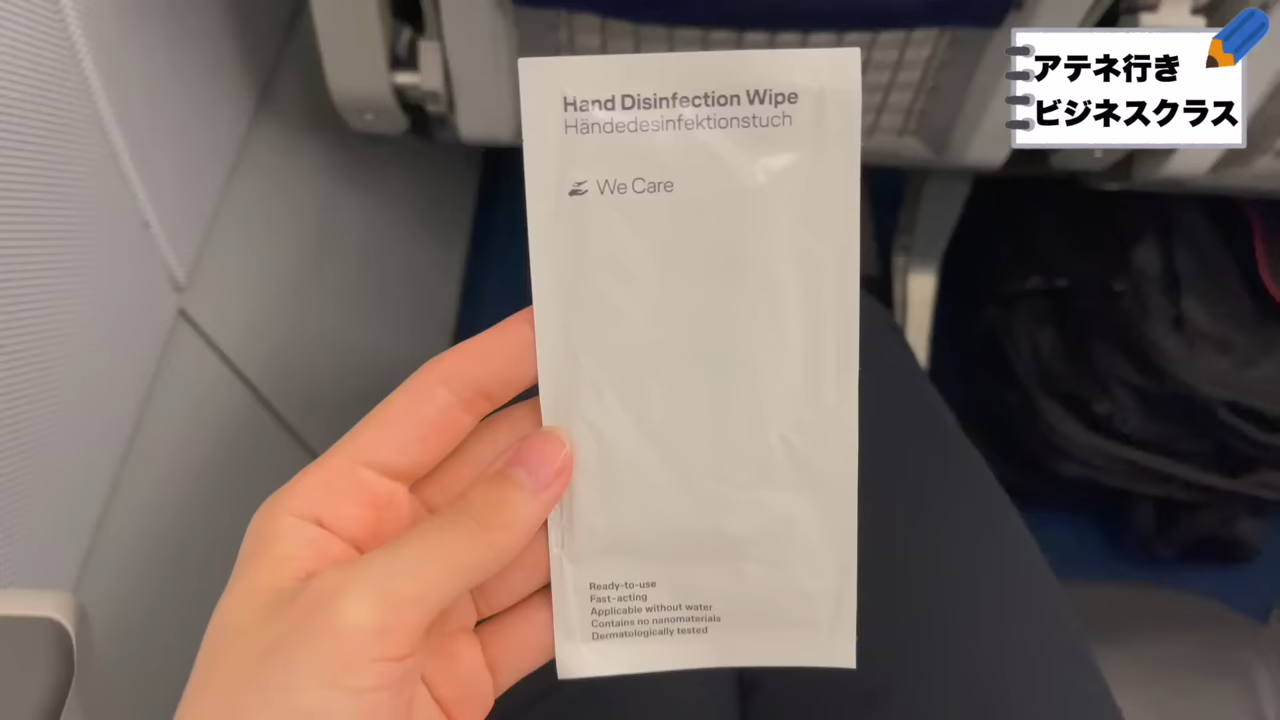 アテネ行き
ビジネスクラス
Hand Disinfection Wipe
Händedesinfektionstuch
We Care
Ready-to-use
Fast-acting
Applicable without water
Contains no nanomaterials
Dermatologically tested